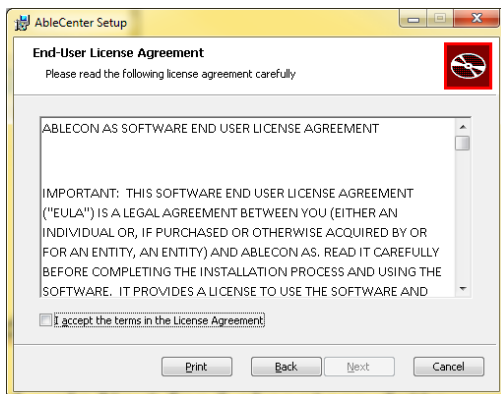 AbleCenter Setup
End-User License Agreement
Please read the following license agreement carefully
ABLECON AS SOFTWARE END USER LICENSE AGREEMENT
IMPORTANT: THIS SOFTWARE END USER LICENSE AGREEMENT
("EULA") IS A LEGAL AGREEMENT BETWEEN YOU (EITHER AN
INDIVIDUAL OR, IF PURCHASED OR OTHERWISE ACQUIRED BY OR
FOR AN ENTITY, AN ENTITY) AND ABLECON AS. READ IT CAREFULLY
BEFORE COMPLETING THE INSTALLATION PROCESS AND USING THE
SOFTWARE. IT PROVIDES A LICENSE TO USE THE SOFTWARE AND
I accept the terms in the License Agreement
Print Back Next Cancel